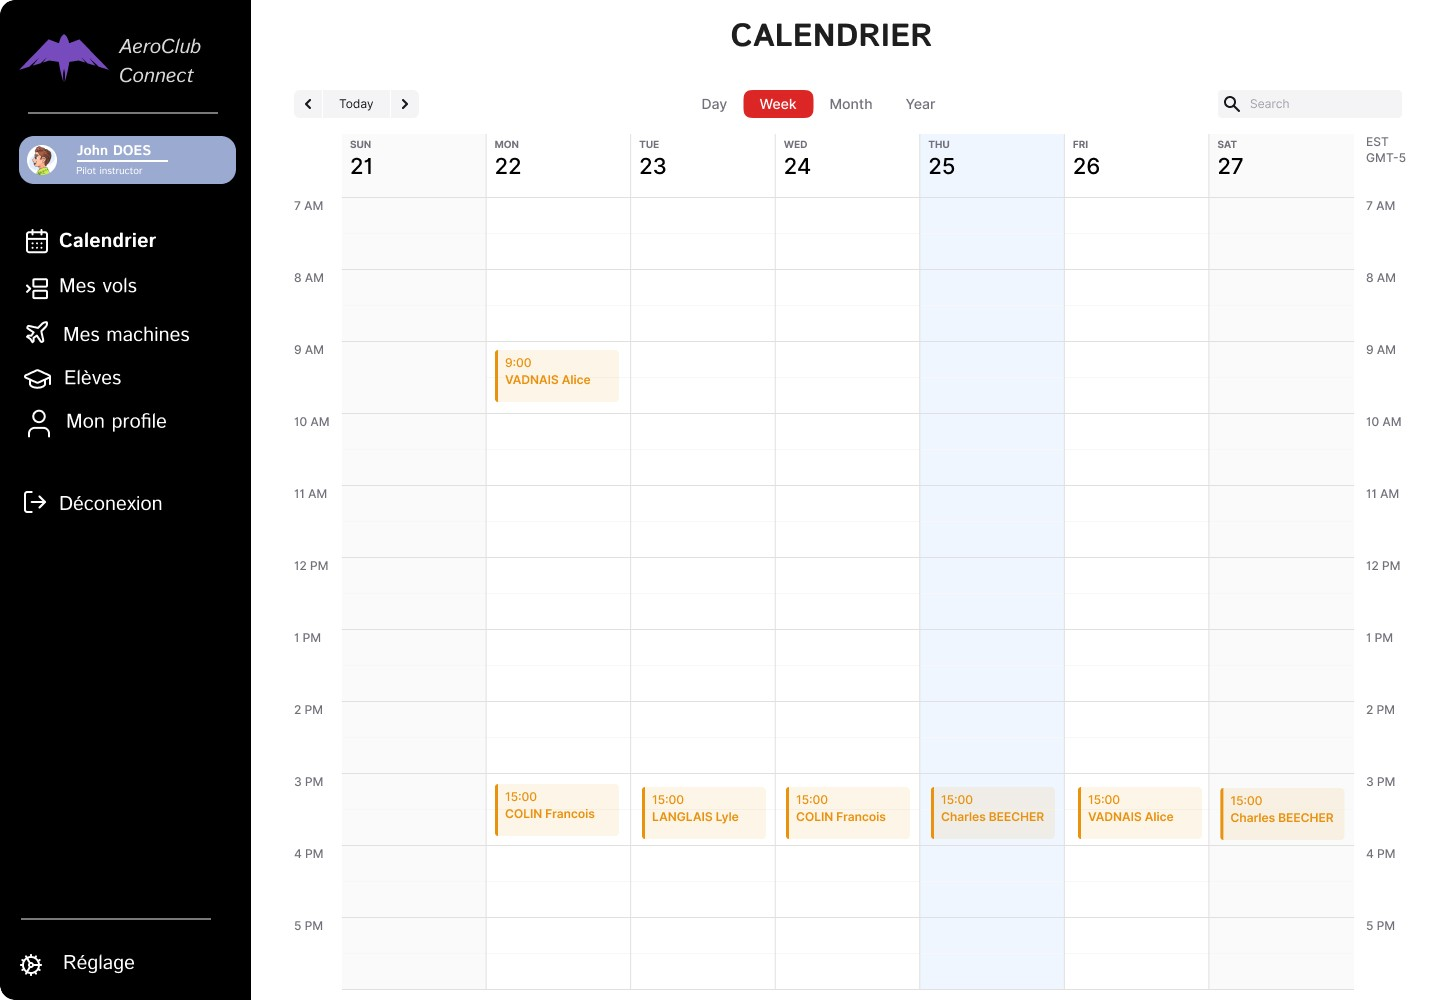 AeroClub
Connect
John DOES
Pilot instructor
Calendrier
Mes vols
Mes machines
Elèves
Mon profile
Déconexion
Réglage
CALENDRIER
Today
Day Week Month Year
Search
SUN MON TUE WED THU FRI SAT
21 22 23 24 25 26 27
EST
GMT-5
7 AM 7 AM
8 AM 8 AM
9 AM 9 AM
9:00
VADNAIS Alice
10 AM 10 AM
11 AM 11 AM
12 PM 12 PM
1 PM 1 PM
2 PM 2 PM
3 PM 3 PM
15:00 15:00 15:00 15:00 15:00 15:00
COLIN Francois LANGLAIS Lyle COLIN Francois Charles BEECHER VADNAIS Alice Charles BEECHER
4 PM 4 PM
5 PM 5 PM